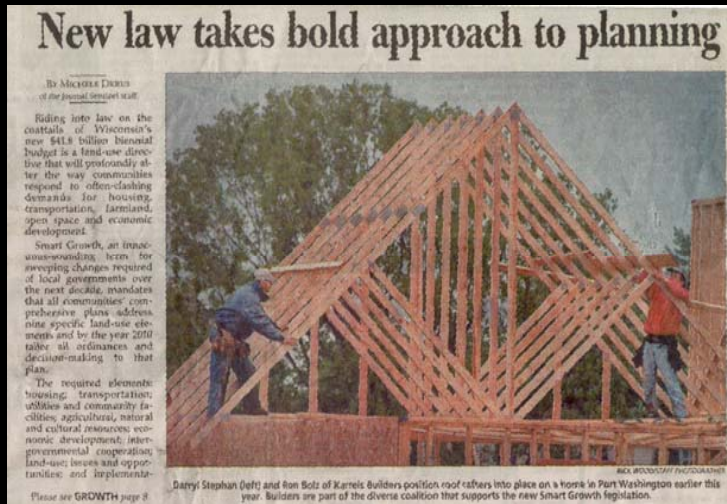 New law takes bold approach to planning
BY MICHELE DERUS
of the Journal Sentinel staff
Riding into law on the
coattails of Wisconsin's
new $41.8 billion biennial
budget is a land-use direc-
tive that will profoundly al-
ter the way communities
respond to often-clashing
demands for housing,
transportation, farmland,
open space and economic
development.
Smart Growth, an innoc-
uous-sounding term for
sweeping changes required
of local governments over
the next decade, mandates
that all communities' com-
prehensive plans address
nine specific land-use ele-
ments and by the year 2010
tailor all ordinances and
decision-making to that
plan.
The required elements:
housing; transportation;
utilities and community fa-
cilities; agricultural, natural
and cultural resources; eco-
nomic development; inter-
governmental cooperation;
land-use; issues and oppor-
tunities; and implementa-
Please see GROWTH page 8
RICK WOOD/STAFF PHOTOGRAPHER
Darryl Stephan (left) and Ron Bolz of Karrels Builders position roof rafters into place on a home in Port Washington earlier this
year. Builders are part of the diverse coalition that supports the new Smart Growth legislation.